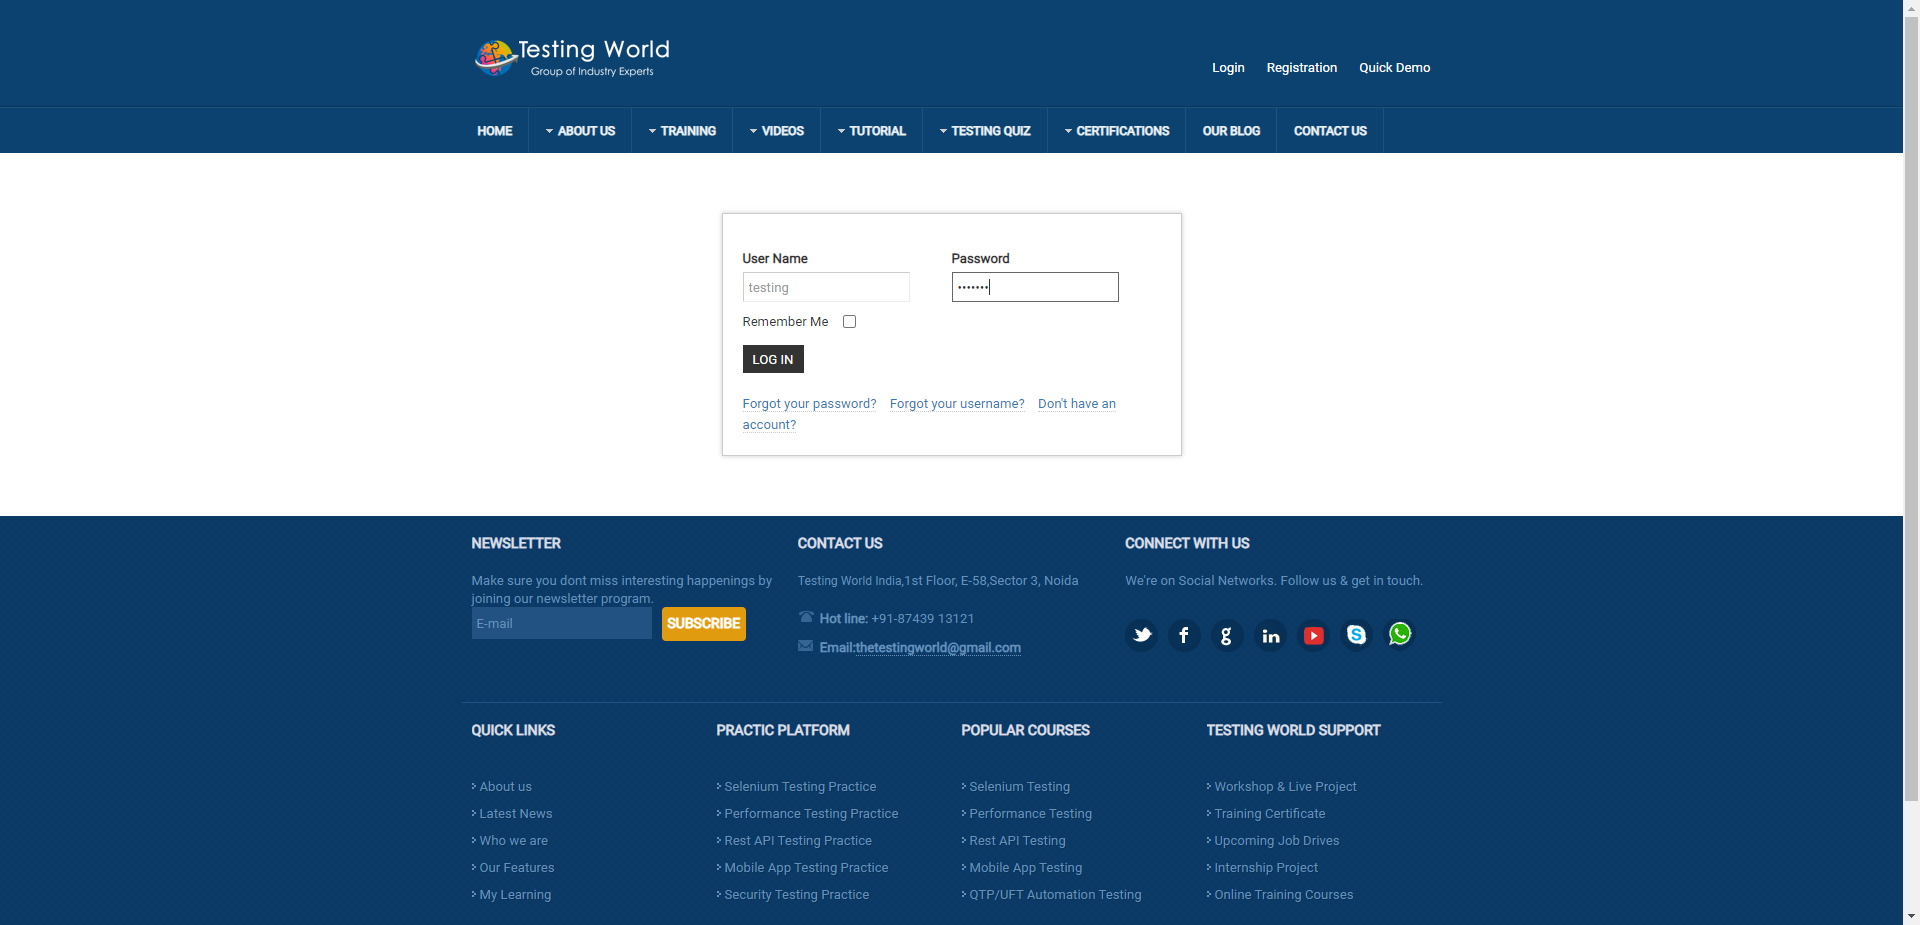 Testing World
Group of Industry Experts
Login Registration Quick Demo
HOME ABOUT US TRAINING VIDEOS TUTORIAL TESTING QUIZ CERTIFICATIONS OUR BLOG CONTACT US
User Name Password
testing •••••••
Remember Me
LOG IN
Forgot your password? Forgot your username? Don't have an
account?
NEWSLETTER
Make sure you dont miss interesting happenings by
joining our newsletter program.
E-mail SUBSCRIBE
CONTACT US
Testing World India,1st Floor, E-58,Sector 3, Noida
Hot line: +91-87439 13121
Email:thetestingworld@gmail.com
CONNECT WITH US
We're on Social Networks. Follow us & get in touch.
QUICK LINKS
About us
Latest News
Who we are
Our Features
My Learning
PRACTIC PLATFORM
Selenium Testing Practice
Performance Testing Practice
Rest API Testing Practice
Mobile App Testing Practice
Security Testing Practice
POPULAR COURSES
Selenium Testing
Performance Testing
Rest API Testing
Mobile App Testing
QTP/UFT Automation Testing
TESTING WORLD SUPPORT
Workshop & Live Project
Training Certificate
Upcoming Job Drives
Internship Project
Online Training Courses